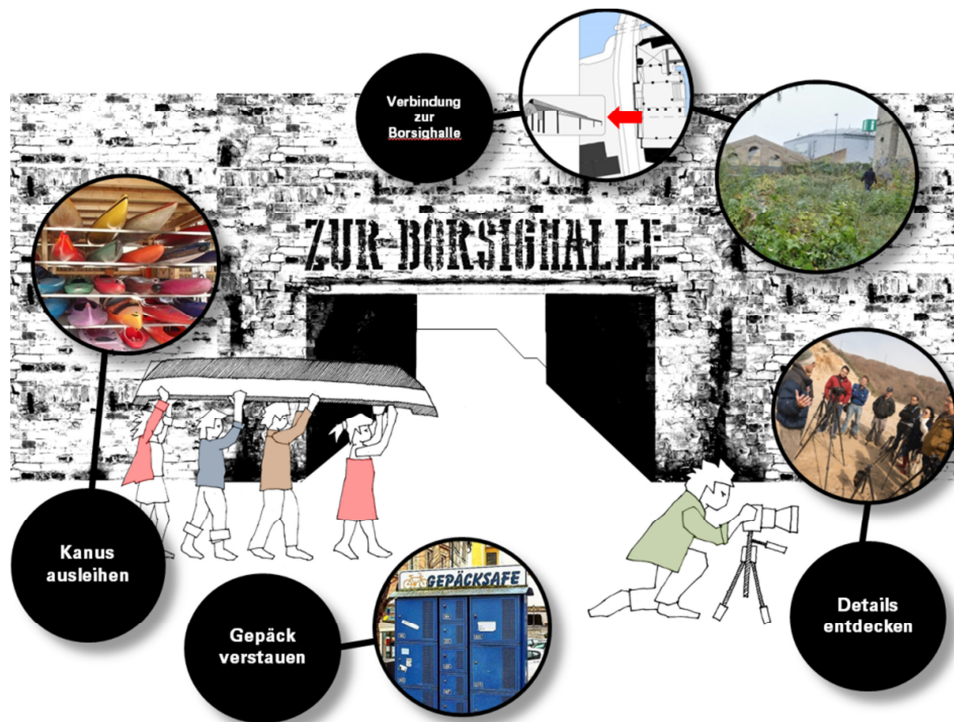 Verbindung
zur
Borsighalle
ZUR BORSIGHALLE
Kanus
ausleihen
GEPÄCKSAFE
Gepäck
verstauen
Details
entdecken